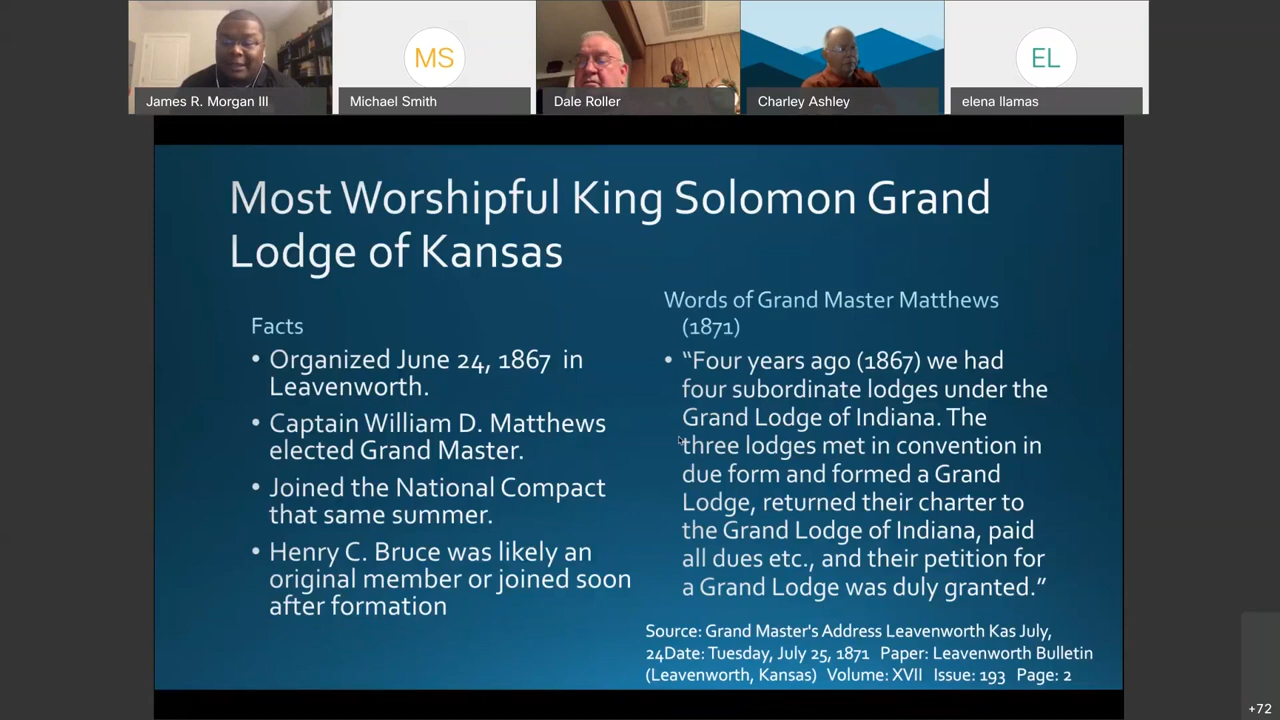 MS
EL
James R. Morgan III
Michael Smith
Dale Roller
Charley Ashley
elena llamas
Most Worshipful King Solomon Grand
Lodge of Kansas
Facts
• Organized June 24, 1867 in
Leavenworth.
• Captain William D. Matthews
elected Grand Master.
• Joined the National Compact
that same summer.
• Henry C. Bruce was likely an
original member or joined soon
after formation
Words of Grand Master Matthews
(1871)
• “Four years ago (1867) we had
four subordinate lodges under the
Grand Lodge of Indiana. The
three lodges met in convention in
due form and formed a Grand
Lodge, returned their charter to
the Grand Lodge of Indiana, paid
all dues etc., and their petition for
a Grand Lodge was duly granted.”
Source: Grand Master's Address Leavenworth Kas July,
24Date: Tuesday, July 25, 1871 Paper: Leavenworth Bulletin
(Leavenworth, Kansas) Volume: XVII Issue: 193 Page: 2
+72